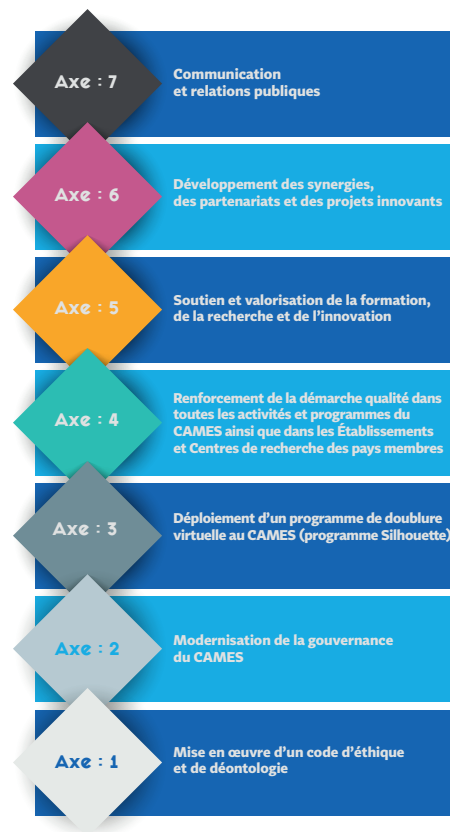 Axe : 7
Communication
et relations publiques
Axe : 6
Développement des synergies,
des partenariats et des projets innovants
Axe : 5
Soutien et valorisation de la formation,
de la recherche et de l'innovation
Axe : 4
Renforcement de la démarche qualité dans
toutes les activités et programmes du
CAMES ainsi que dans les Établissements
et Centres de recherche des pays membres
Axe : 3
Déploiement d'un programme de doublure
virtuelle au CAMES (programme Silhouette)
Axe : 2
Modernisation de la gouvernance
du CAMES
Axe : 1
Mise en œuvre d'un code d'éthique
et de déontologie